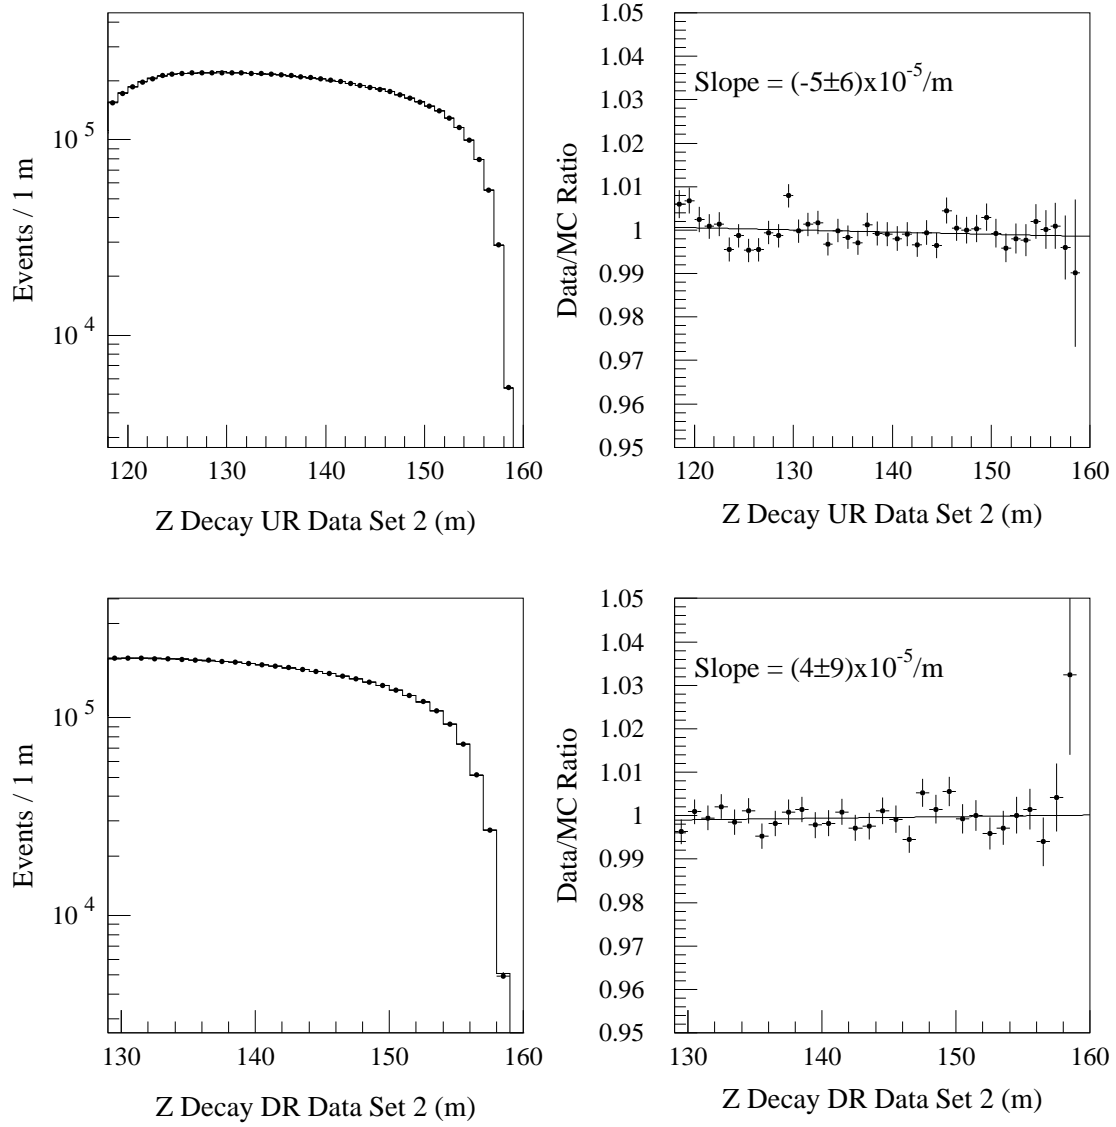 Events / 1 m
10^5
10^4
120 130 140 150 160
Z Decay UR Data Set 2 (m)
Data/MC Ratio
Slope = (-5±6)x10^-5/m
1.05
1.04
1.03
1.02
1.01
1
0.99
0.98
0.97
0.96
0.95
120 130 140 150 160
Z Decay UR Data Set 2 (m)
Events / 1 m
10^5
10^4
130 140 150 160
Z Decay DR Data Set 2 (m)
Data/MC Ratio
Slope = (4±9)x10^-5/m
1.05
1.04
1.03
1.02
1.01
1
0.99
0.98
0.97
0.96
0.95
130 140 150 160
Z Decay DR Data Set 2 (m)